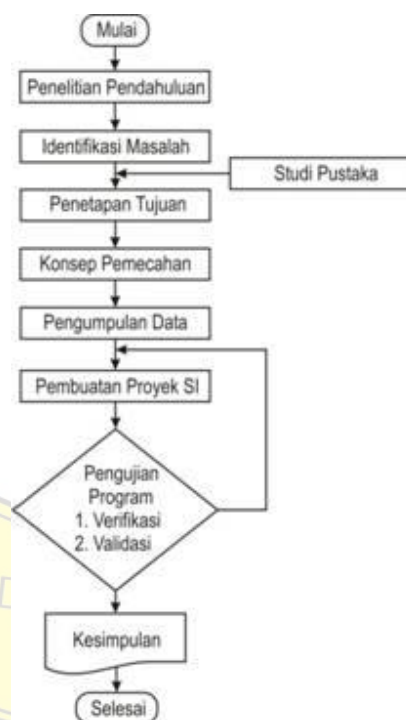 Mulai
Penelitian Pendahuluan
Identifikasi Masalah
Studi Pustaka
Penetapan Tujuan
Konsep Pemecahan
Pengumpulan Data
Pembuatan Proyek SI
Pengujian
Program
1. Verifikasi
2. Validasi
Kesimpulan
Selesai